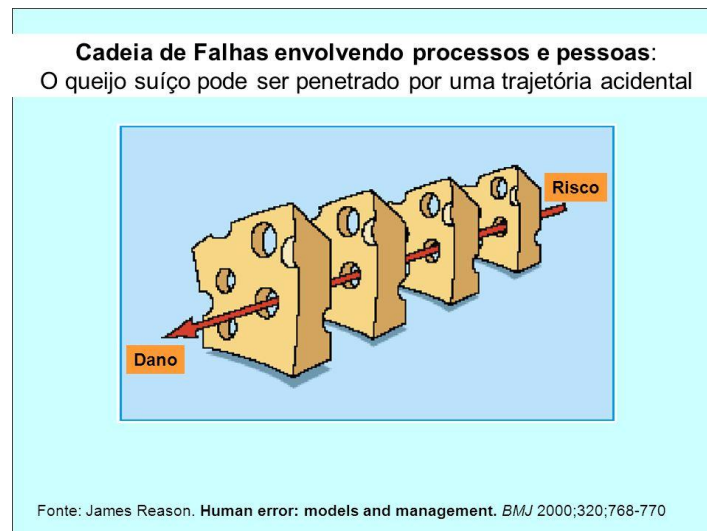 Cadeia de Falhas envolvendo processos e pessoas:
O queijo suíço pode ser penetrado por uma trajetória acidental
Risco
Dano
Fonte: James Reason. Human error: models and management. BMJ 2000;320;768-770